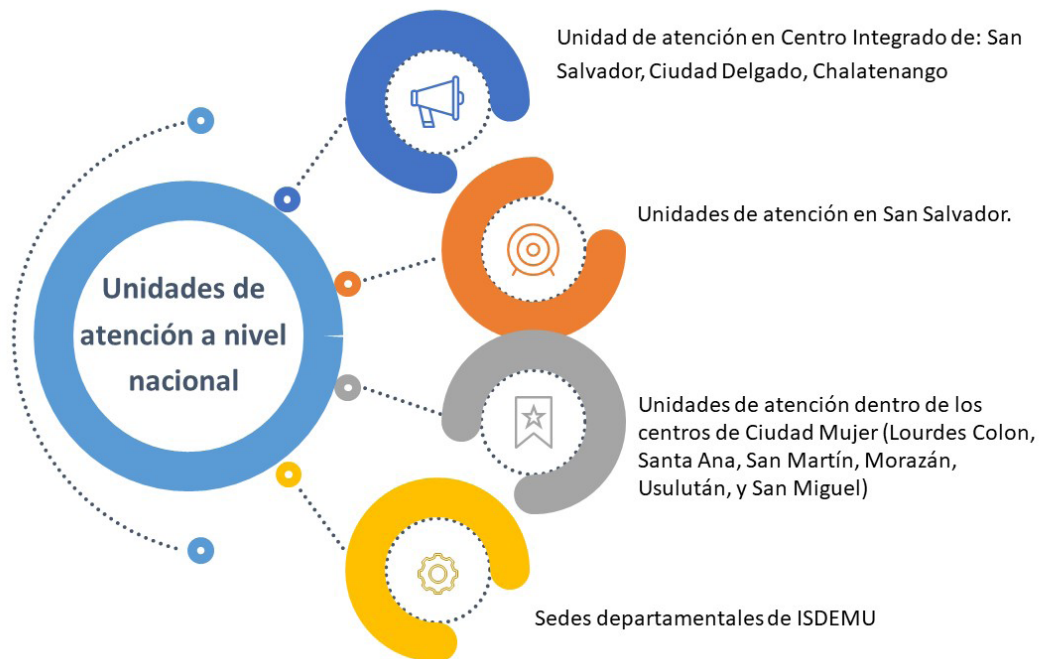 Unidad de atención en Centro Integrado de: San
Salvador, Ciudad Delgado, Chalatenango
Unidades de atención en San Salvador.
Unidades de
atención a nivel
nacional
Unidades de atención dentro de los
centros de Ciudad Mujer (Lourdes Colon,
Santa Ana, San Martín, Morazán,
Usulután, y San Miguel)
Sedes departamentales de ISDEMU